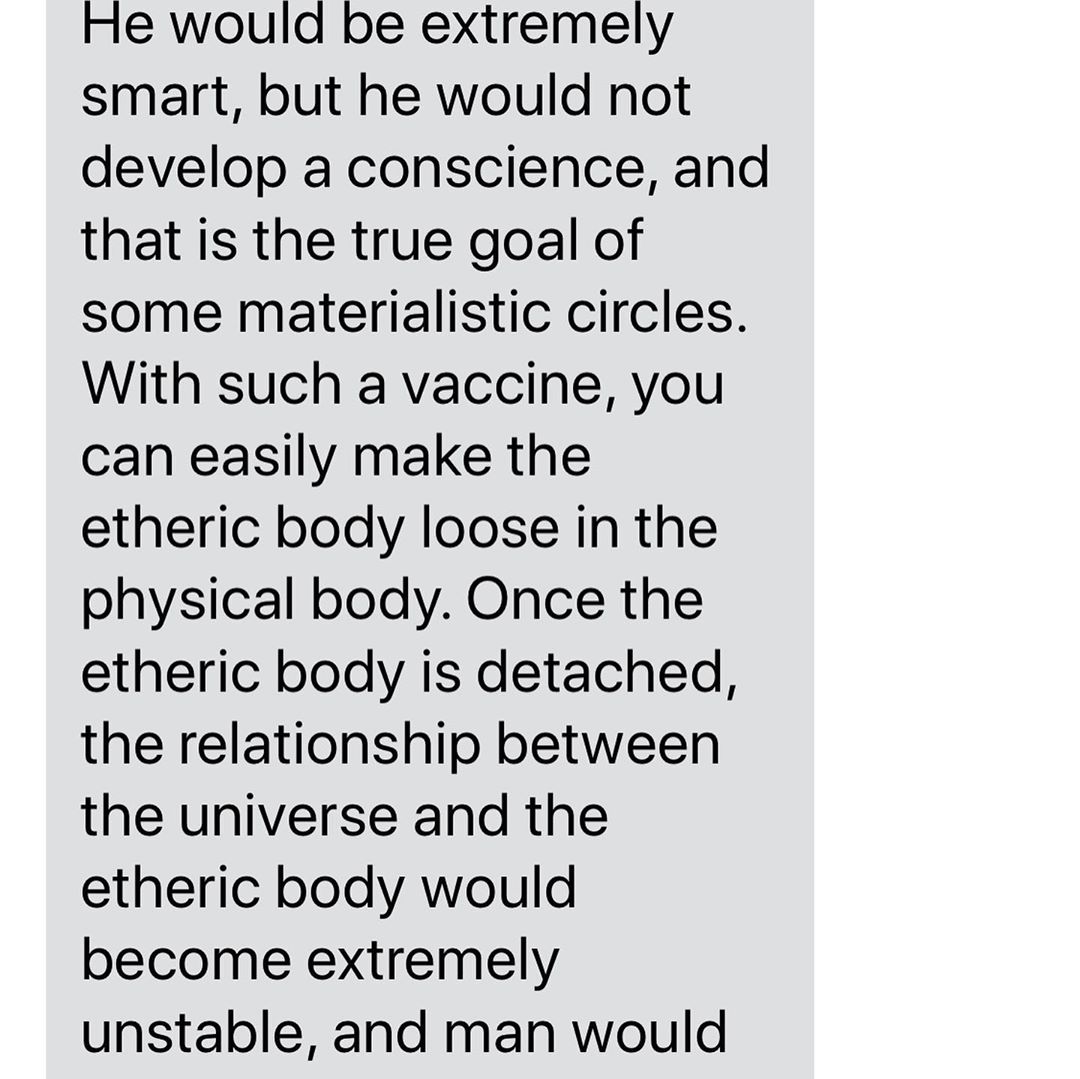 He would be extremely
smart, but he would not
develop a conscience, and
that is the true goal of
some materialistic circles.
With such a vaccine, you
can easily make the
etheric body loose in the
physical body. Once the
etheric body is detached,
the relationship between
the universe and the
etheric body would
become extremely
unstable, and man would